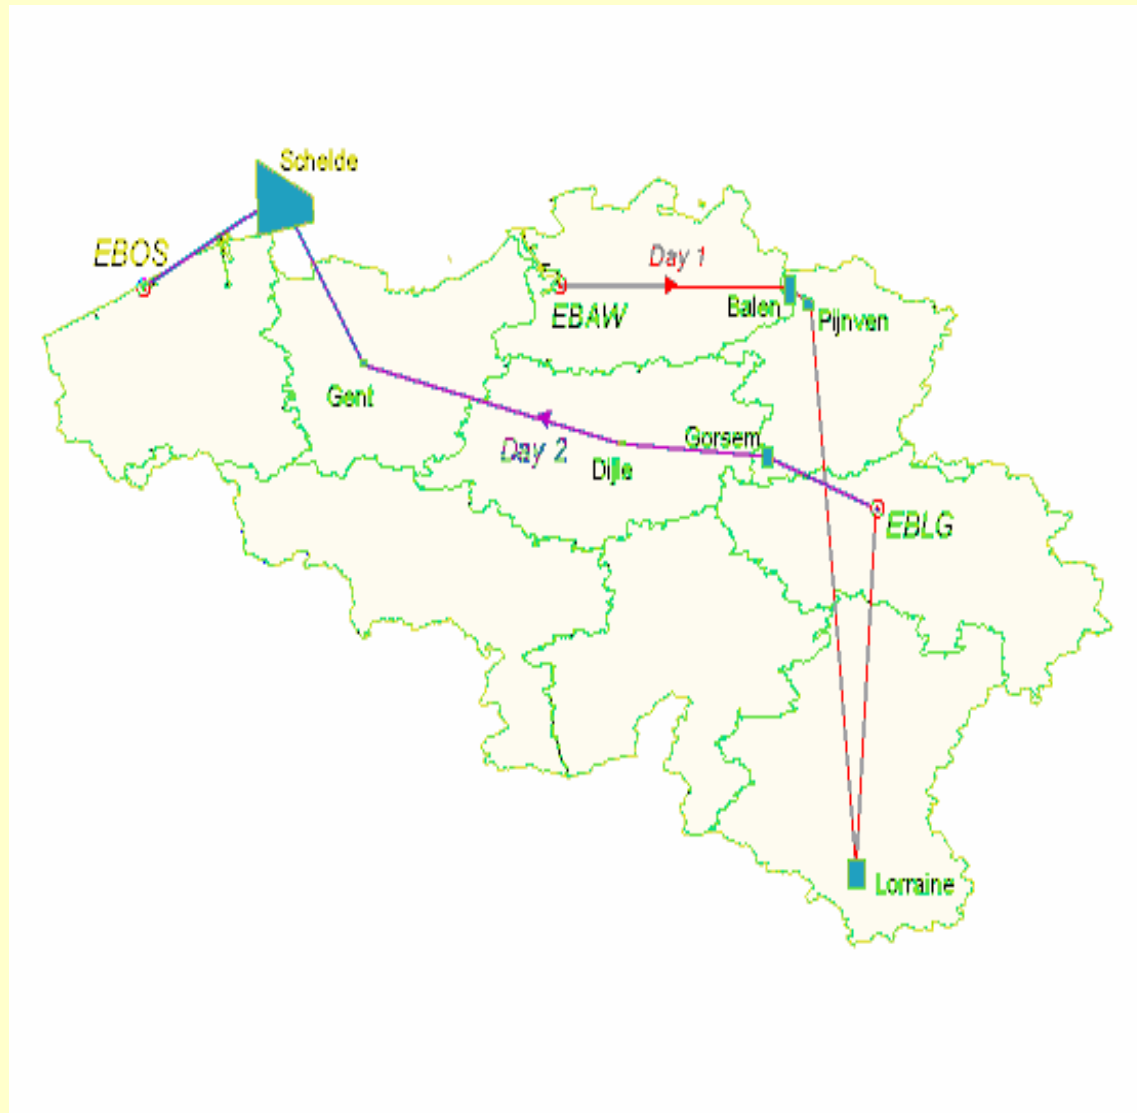 Schelde
EBOS
Day 1
EBAW
Balen
Pijnven
Gent
Day 2
Gorsem
Dijle
EBLG
Lorraine